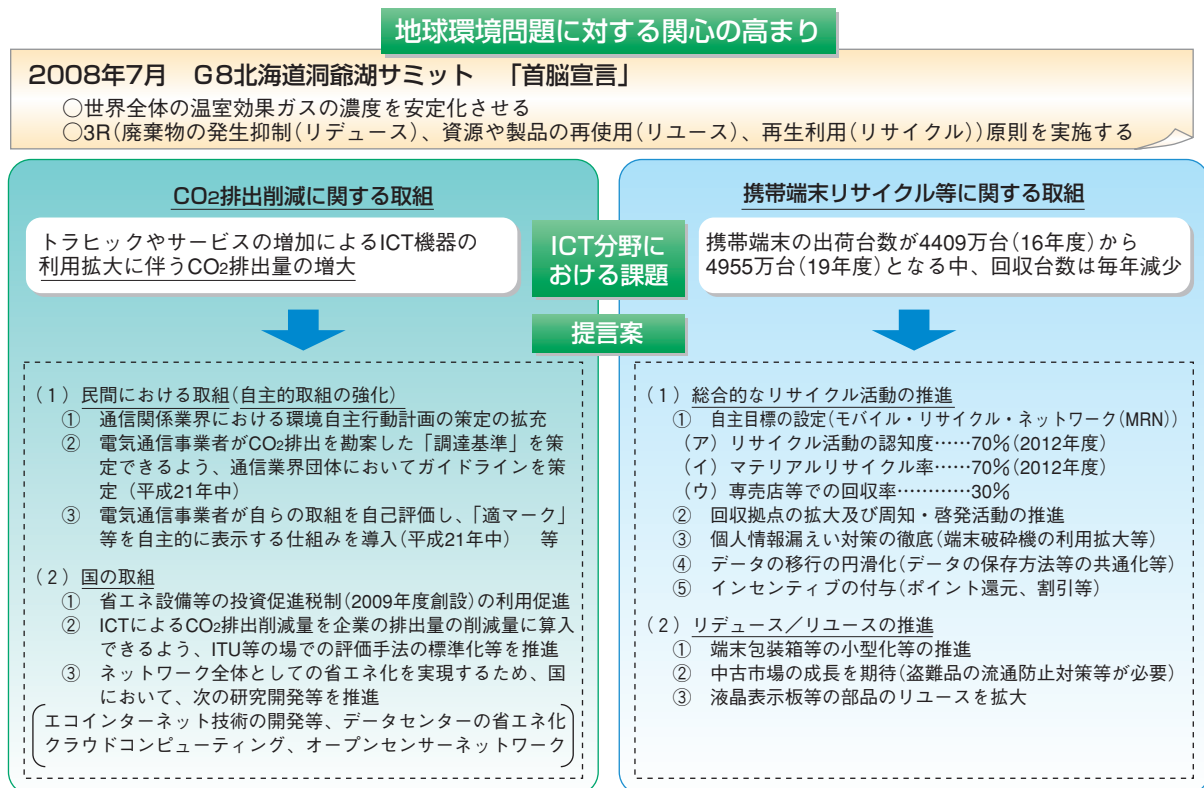 地球環境問題に対する関心の高まり
2008年7月　G8北海道洞爺湖サミット　「首脳宣言」
○世界全体の温室効果ガスの濃度を安定化させる
○3R(廃棄物の発生抑制(リデュース)、資源や製品の再使用(リユース)、再生利用(リサイクル))原則を実施する
CO2排出削減に関する取組
トラヒックやサービスの増加によるICT機器の
利用拡大に伴うCO2排出量の増大
ICT分野に
おける課題
提言案
(1)民間における取組(自主的取組の強化)
①　通信関係業界における環境自主行動計画の策定の拡充
②　電気通信事業者がCO2排出を勘案した「調達基準」を策
定できるよう、通信業界団体においてガイドラインを策
定（平成21年中）
③　電気通信事業者が自らの取組を自己評価し、「適マーク」
等を自主的に表示する仕組みを導入(平成21年中)　等
(2)国の取組
①　省エネ設備等の投資促進税制(2009年度創設)の利用促進
②　ICTによるCO2排出削減量を企業の排出量の削減量に算入
できるよう、ITU等の場での評価手法の標準化等を推進
③　ネットワーク全体としての省エネ化を実現するため、国
において、次の研究開発等を推進
エコインターネット技術の開発等、データセンターの省エネ化
クラウドコンピューティング、オープンセンサーネットワーク
携帯端末リサイクル等に関する取組
携帯端末の出荷台数が4409万台(16年度)から
4955万台(19年度)となる中、回収台数は毎年減少
(1)総合的なリサイクル活動の推進
①　自主目標の設定(モバイル・リサイクル・ネットワーク(MRN))
(ア)リサイクル活動の認知度……70%(2012年度)
(イ)マテリアルリサイクル率……70%(2012年度)
(ウ)専売店等での回収率…………30%
②　回収拠点の拡大及び周知・啓発活動の推進
③　個人情報漏えい対策の徹底(端末破砕機の利用拡大等)
④　データの移行の円滑化(データの保存方法等の共通化等)
⑤　インセンティブの付与(ポイント還元、割引等)
(2)リデュース／リユースの推進
①　端末包装箱等の小型化等の推進
②　中古市場の成長を期待(盗難品の流通防止対策等が必要)
③　液晶表示板等の部品のリユースを拡大